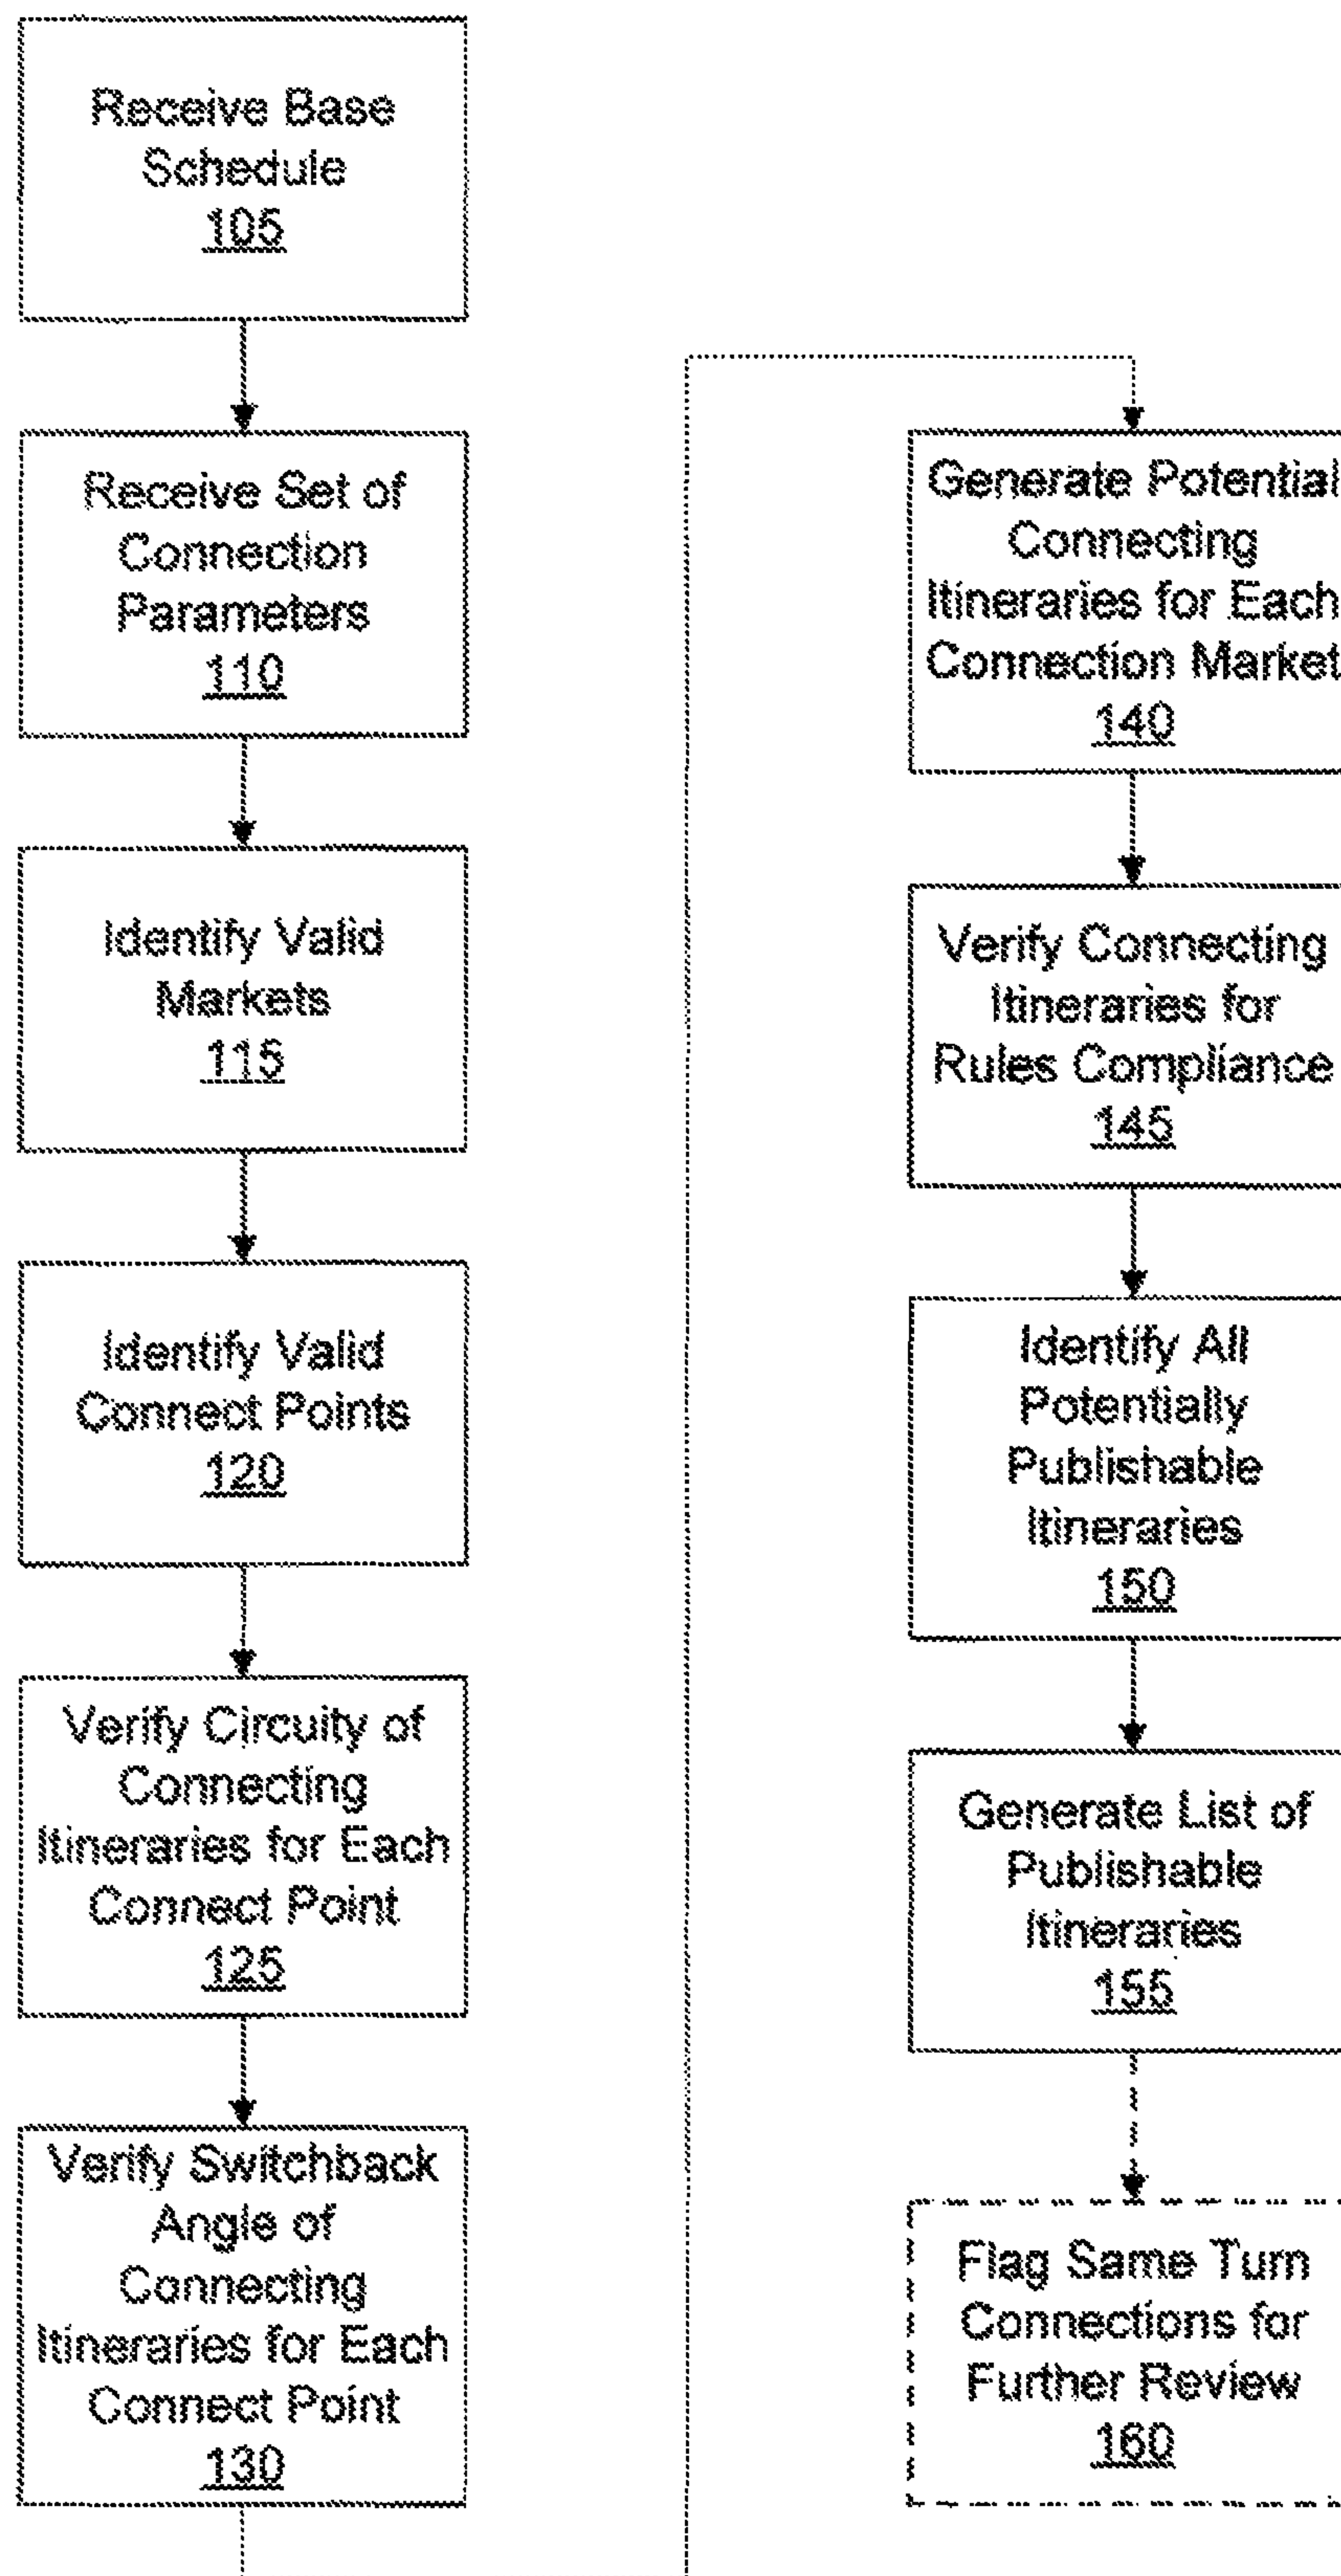 Receive Base
Schedule
105
Receive Set of
Connection
Parameters
110
Identify Valid
Markets
115
Identify Valid
Connect Points
120
Verify Circuity of
Connecting
Itineraries for Each
Connect Point
125
Verify Switchback
Angle of
Connecting
Itineraries for Each
Connect Point
130
Generate Potential
Connecting
Itineraries for Each
Connection Market
140
Verify Connecting
Itineraries for
Rules Compliance
145
Identify All
Potentially
Publishable
Itineraries
150
Generate List of
Publishable
Itineraries
155
Flag Same Turn
Connections for
Further Review
160